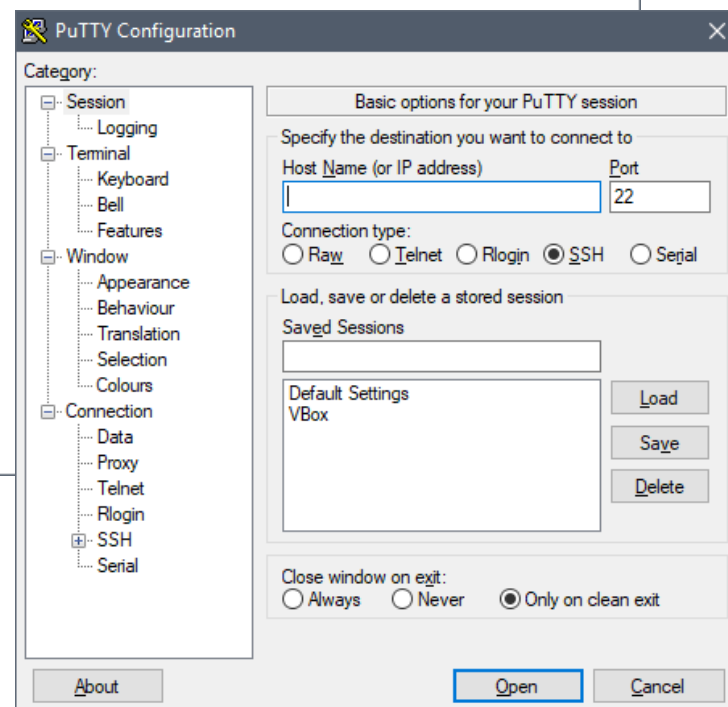 PuTTY Configuration
Category:
Session
Logging
Terminal
Keyboard
Bell
Features
Window
Appearance
Behaviour
Translation
Selection
Colours
Connection
Data
Proxy
Telnet
Rlogin
SSH
Serial
Basic options for your PuTTY session
Specify the destination you want to connect to
Host Name (or IP address) Port
22
Connection type:
Raw Telnet Rlogin SSH Serial
Load, save or delete a stored session
Saved Sessions
Default Settings
VBox
Load
Save
Delete
Close window on exit:
Always Never Only on clean exit
About Open Cancel